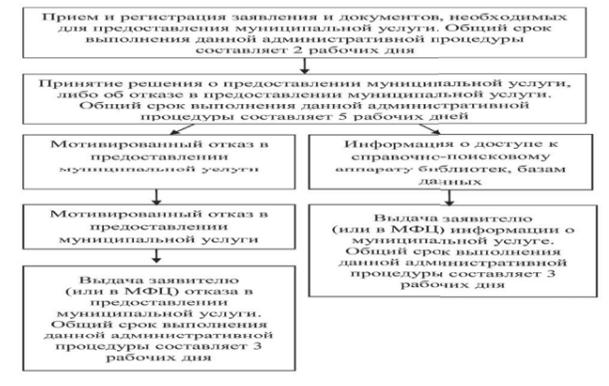 Прием и регистрация заявления и документов, необходимых
для предоставления муниципальной услуги. Общий срок
выполнения данной административной процедуры
составляет 2 рабочих дня
Принятие решения о предоставлении муниципальной услуги,
либо об отказе в предоставлении муниципальной услуги.
Общий срок выполнения данной административной
процедуры составляет 5 рабочих дней
Мотивированный отказ в
предоставлении
муниципальной услуги
Информация о доступе к
справочно-поисковому
аппарату библиотек, базам
данных
Мотивированный отказ в
предоставлении
муниципальной услуги
Выдача заявителю
(или в МФЦ) информации о
муниципальной услуге.
Общий срок выполнения
данной административной
процедуры составляет 3
рабочих дня
Выдача заявителю
(или в МФЦ) отказа в
предоставлении
муниципальной услуги.
Общий срок выполнения
данной административной
процедуры составляет 3
рабочих дня